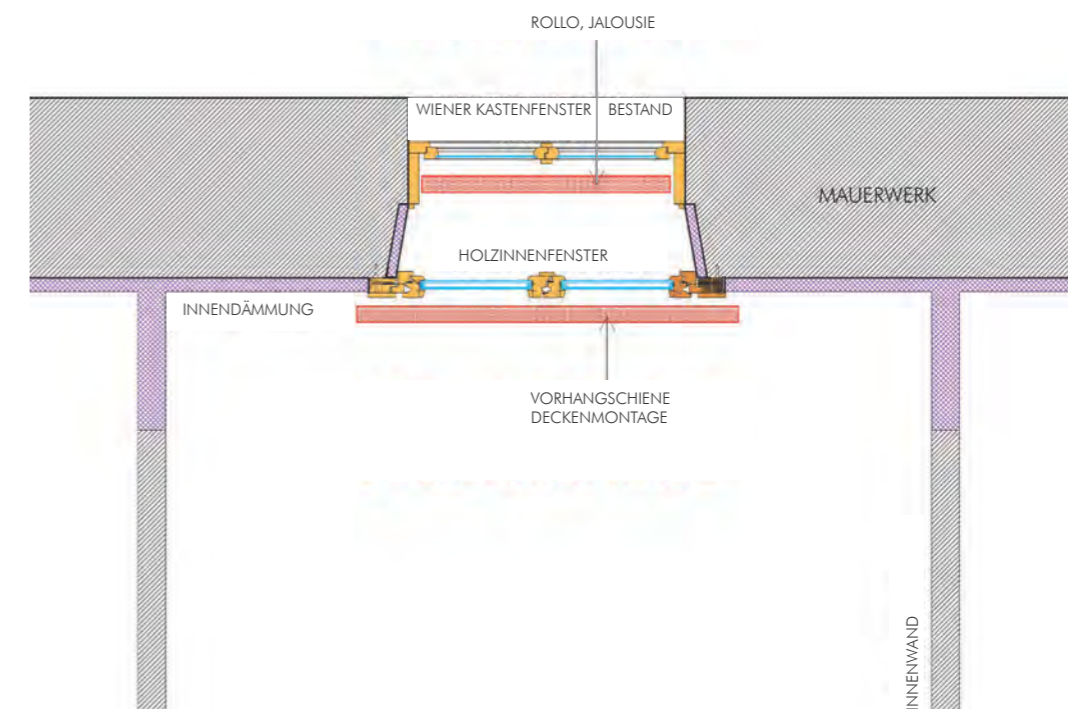 ROLLO, JALOUSIE
WIENER KASTENFENSTER BESTAND
MAUERWERK
HOLZINNENFENSTER
INNENDÄMMUNG
VORHANGSCHIENE
DECKENMONTAGE
INNENWAND